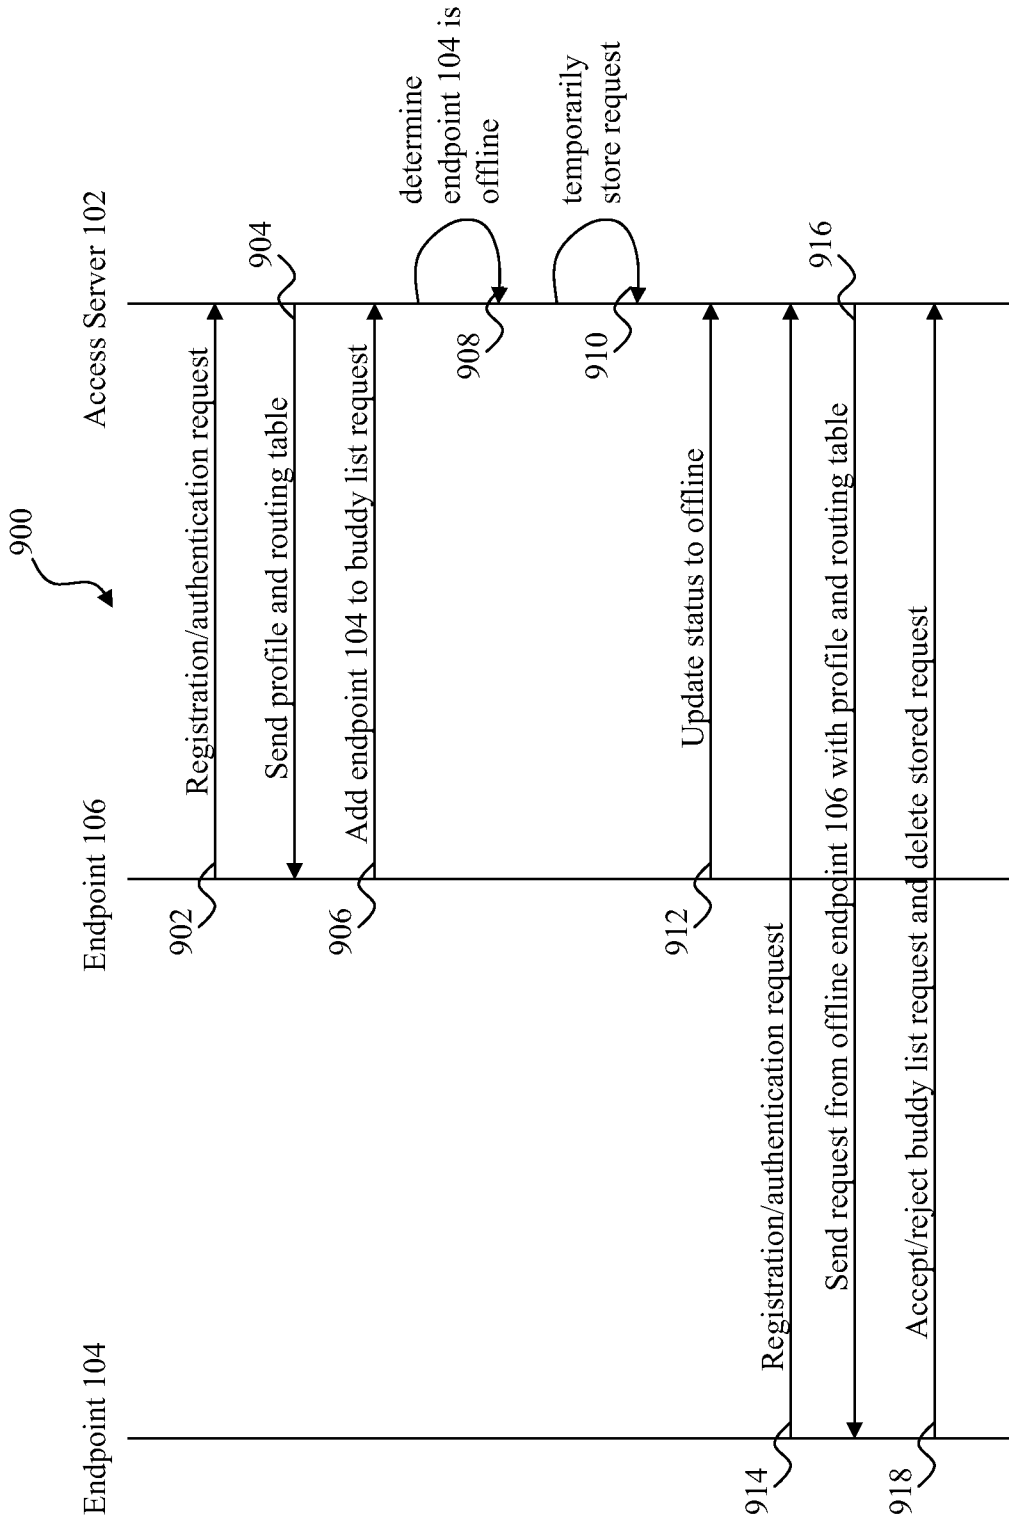 900
Endpoint 104
Endpoint 106
Access Server 102
902
Registration/authentication request
904
Send profile and routing table
906
Add endpoint 104 to buddy list request
determine
endpoint 104 is
offline
908
temporarily
store request
910
912
Update status to offline
914
Registration/authentication request
916
Send request from offline endpoint 106 with profile and routing table
918
Accept/reject buddy list request and delete stored request